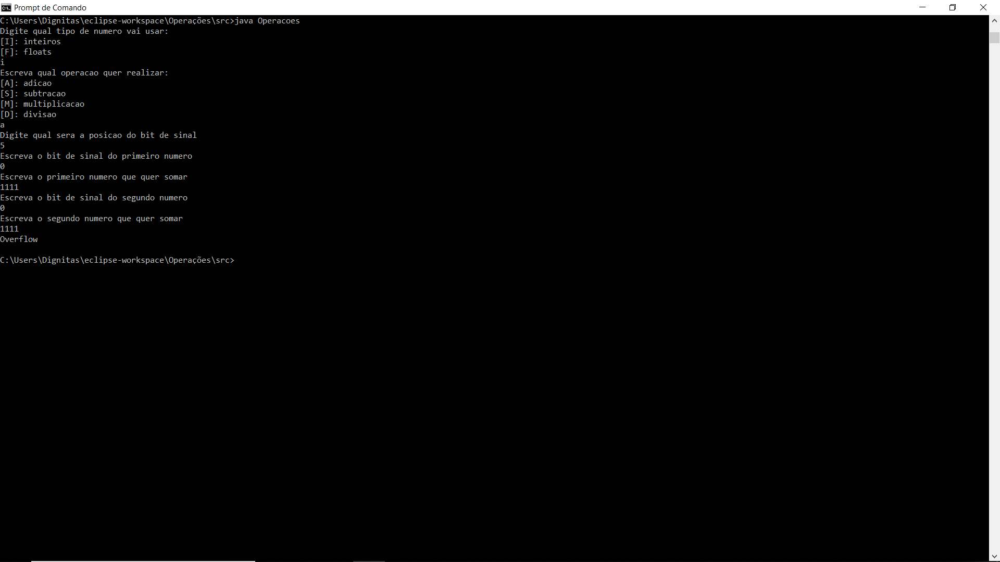 Prompt de Comando
C:\Users\Dignitas\eclipse-workspace\Operações\src>java Operacoes
Digite qual tipo de numero vai usar:
[I]: inteiros
[F]: floats
i
Escreva qual operacao quer realizar:
[A]: adicao
[S]: subtracao
[M]: multiplicacao
[D]: divisao
a
Digite qual sera a posicao do bit de sinal
5
Escreva o bit de sinal do primeiro numero
0
Escreva o primeiro numero que quer somar
1111
Escreva o bit de sinal do segundo numero
0
Escreva o segundo numero que quer somar
1111
Overflow
C:\Users\Dignitas\eclipse-workspace\Operações\src>